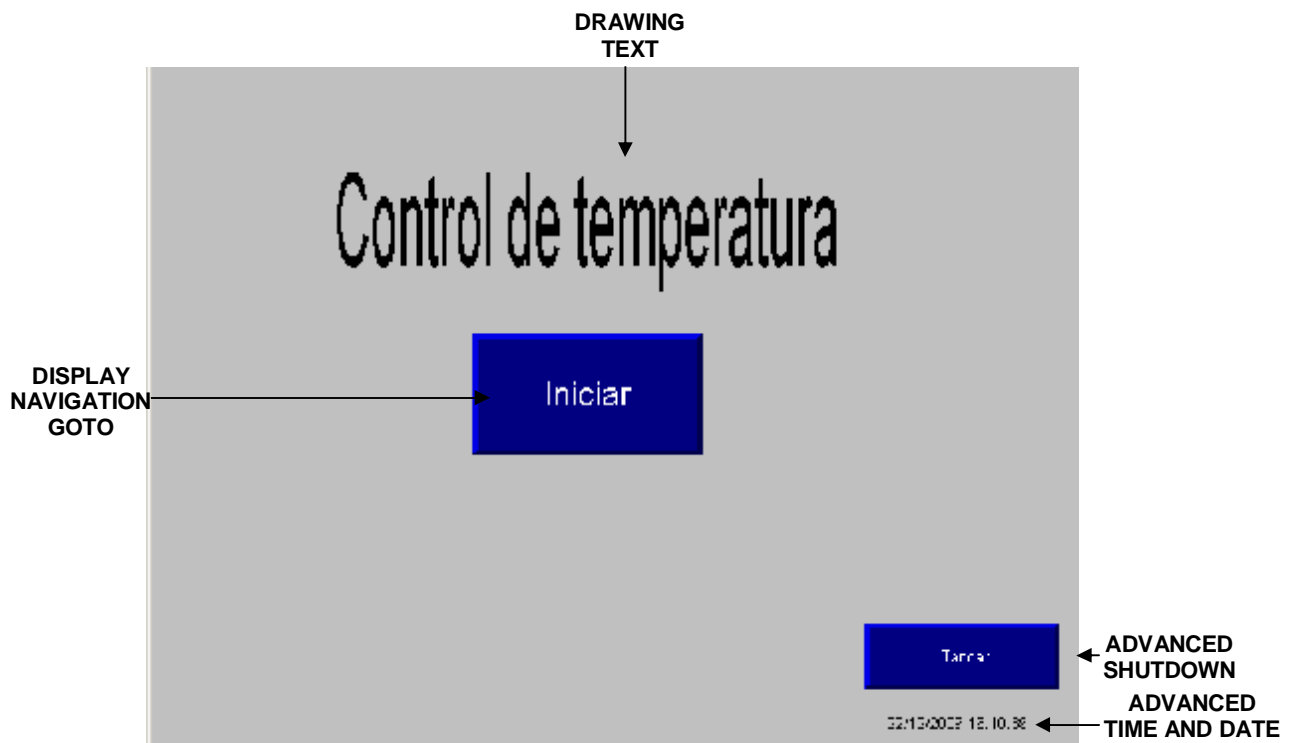 DRAWING
TEXT
Control de temperatura
DISPLAY
NAVIGATION
GOTO
Iniciar
ADVANCED
SHUTDOWN
ADVANCED
TIME AND DATE